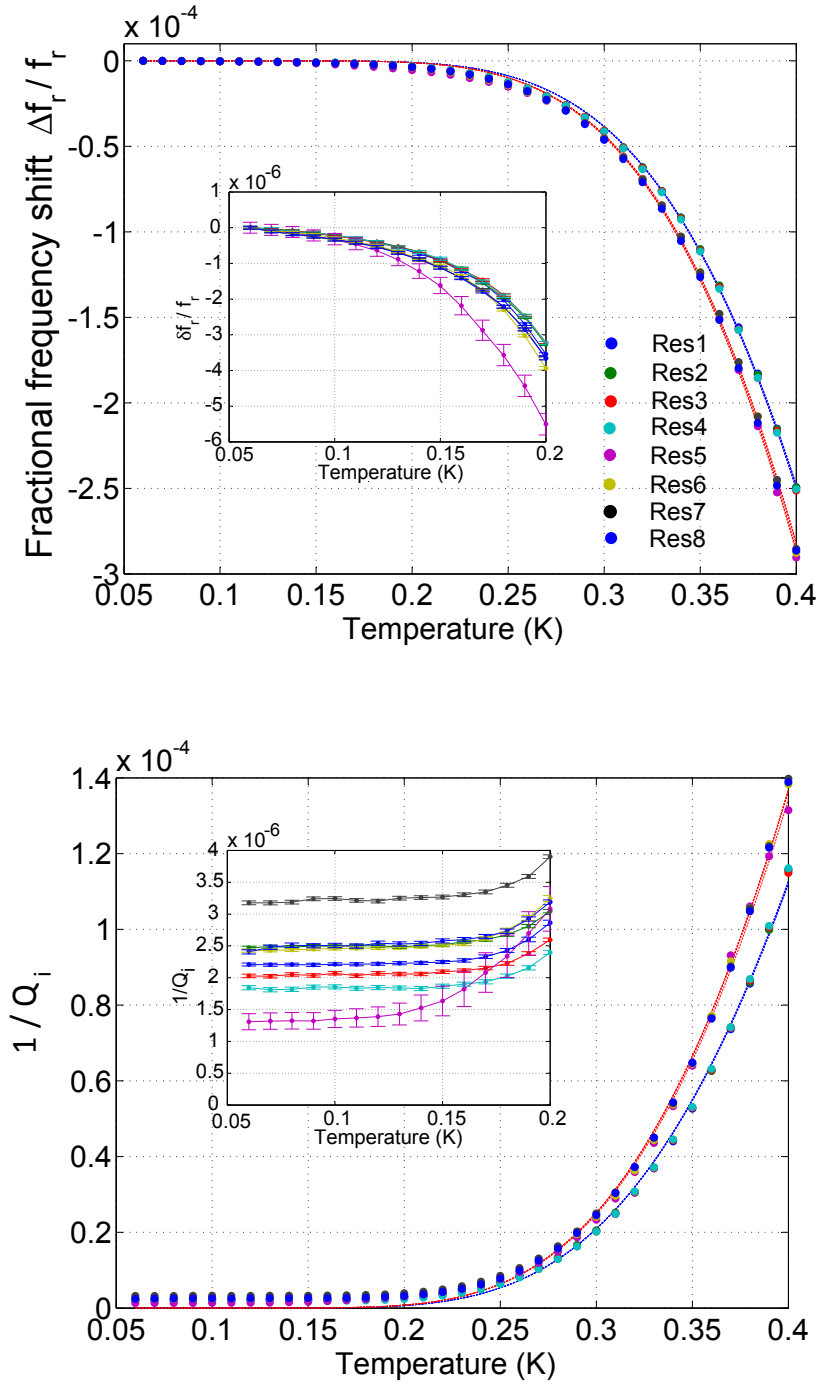 x 10⁻⁴
0
-0.5
-1
-1.5
-2
-2.5
-3
Fractional frequency shift Δf_r / f_r
0.05 0.1 0.15 0.2 0.25 0.3 0.35 0.4
Temperature (K)
x 10⁻⁶
1
0
-1
-2
-3
-4
-5
-6
δf_r / f_r
0.05 0.1 0.15 0.2
Temperature (K)
Res1
Res2
Res3
Res4
Res5
Res6
Res7
Res8
x 10⁻⁴
1.4
1.2
1
0.8
0.6
0.4
0.2
0
1 / Q_i
0.05 0.1 0.15 0.2 0.25 0.3 0.35 0.4
Temperature (K)
x 10⁻⁶
4
3.5
3
2.5
2
1.5
1
0.5
0
1/Q_i
0.05 0.1 0.15 0.2
Temperature (K)